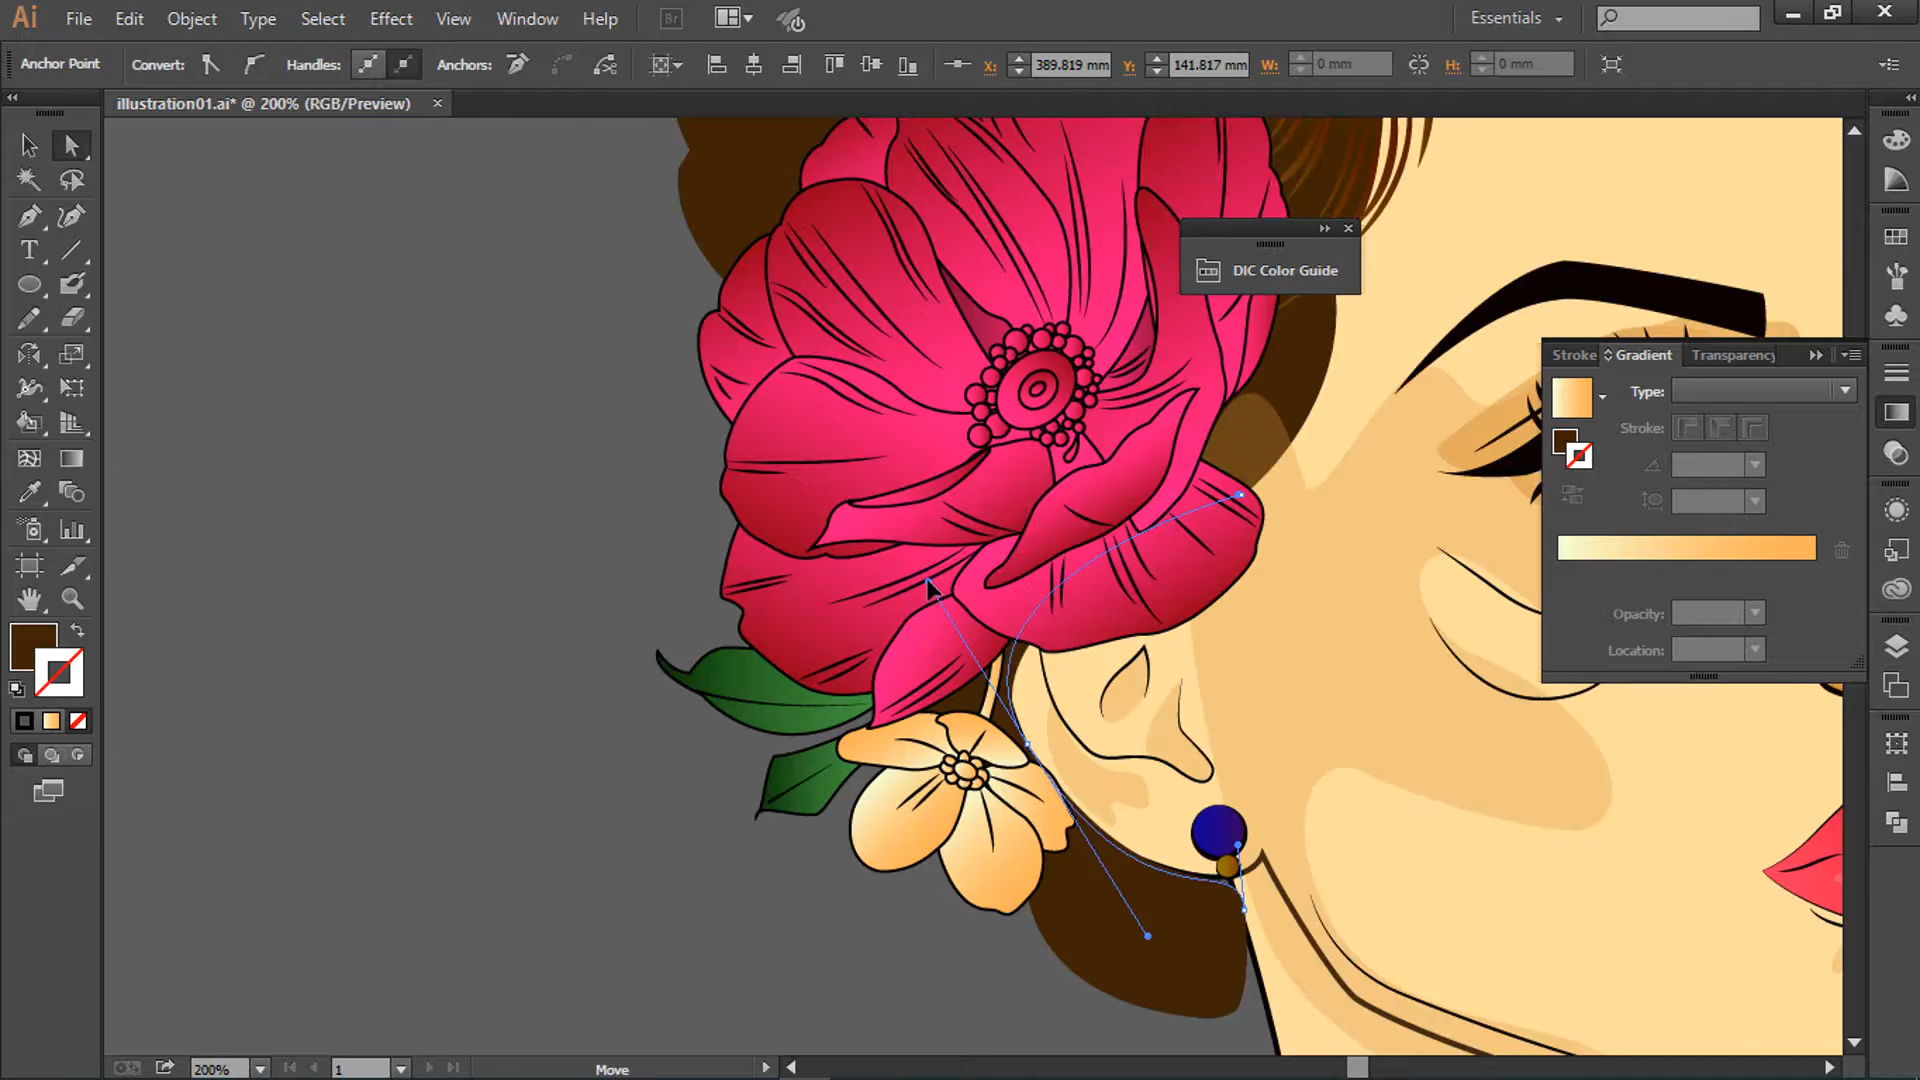 Ai File Edit Object Type Select Effect View Window Help Br Essentials
Anchor Point Convert: Handles: Anchors: X: 389.819 mm Y: 141.817 mm W: 0 mm H: 0 mm
illustration01.ai* @ 200% (RGB/Preview)
DIC Color Guide
Stroke Gradient Transparency
Type:
Stroke:
Opacity:
Location:
200% 1 Move